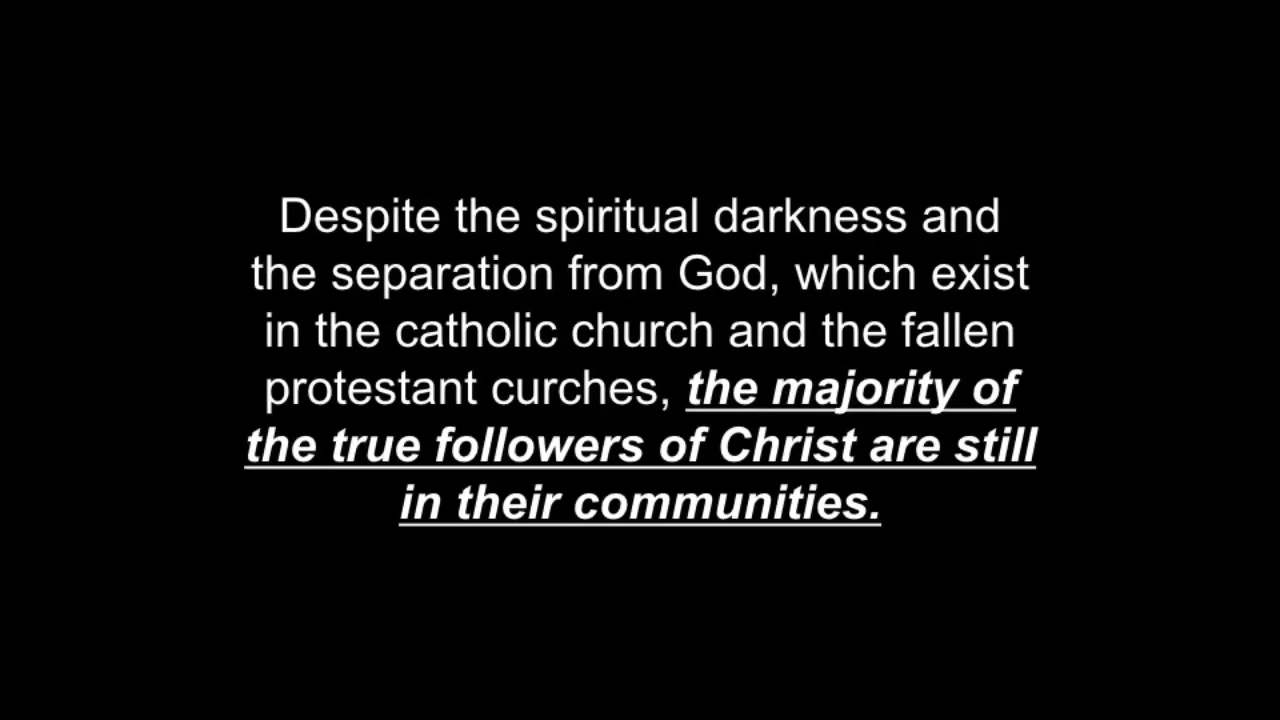 Despite the spiritual darkness and
the separation from God, which exist
in the catholic church and the fallen
protestant curches, the majority of
the true followers of Christ are still
in their communities.